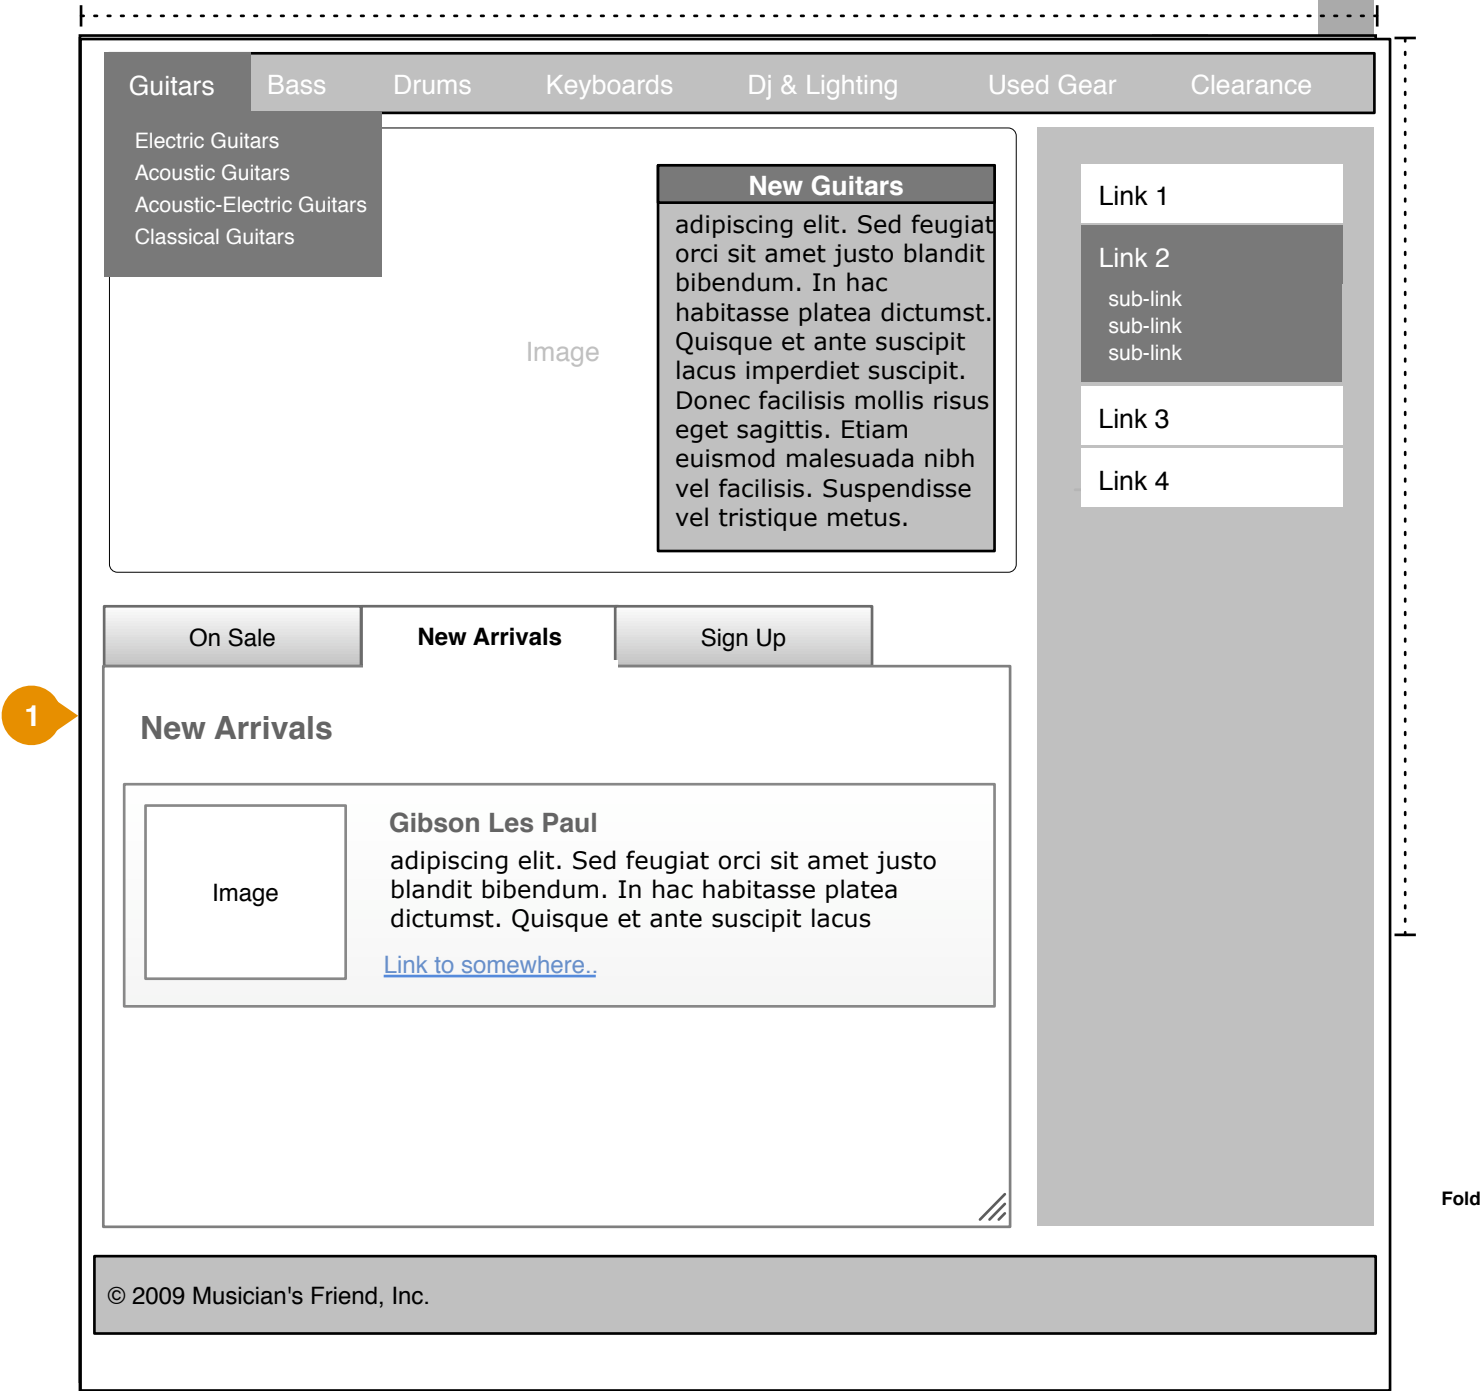 Guitars
Bass
Drums
Keyboards
Dj & Lighting
Used Gear
Clearance
Electric Guitars
Acoustic Guitars
Acoustic-Electric Guitars
Classical Guitars
Image
New Guitars
adipiscing elit. Sed feugiat
orci sit amet justo blandit
bibendum. In hac
habitasse platea dictumst.
Quisque et ante suscipit
lacus imperdiet suscipit.
Donec facilisis mollis risus
eget sagittis. Etiam
euismod malesuada nibh
vel facilisis. Suspendisse
vel tristique metus.
Link 1
Link 2
sub-link
sub-link
sub-link
Link 3
Link 4
On Sale
New Arrivals
Sign Up
1
New Arrivals
Image
Gibson Les Paul
adipiscing elit. Sed feugiat orci sit amet justo
blandit bibendum. In hac habitasse platea
dictumst. Quisque et ante suscipit lacus
Link to somewhere..
Fold
© 2009 Musician's Friend, Inc.